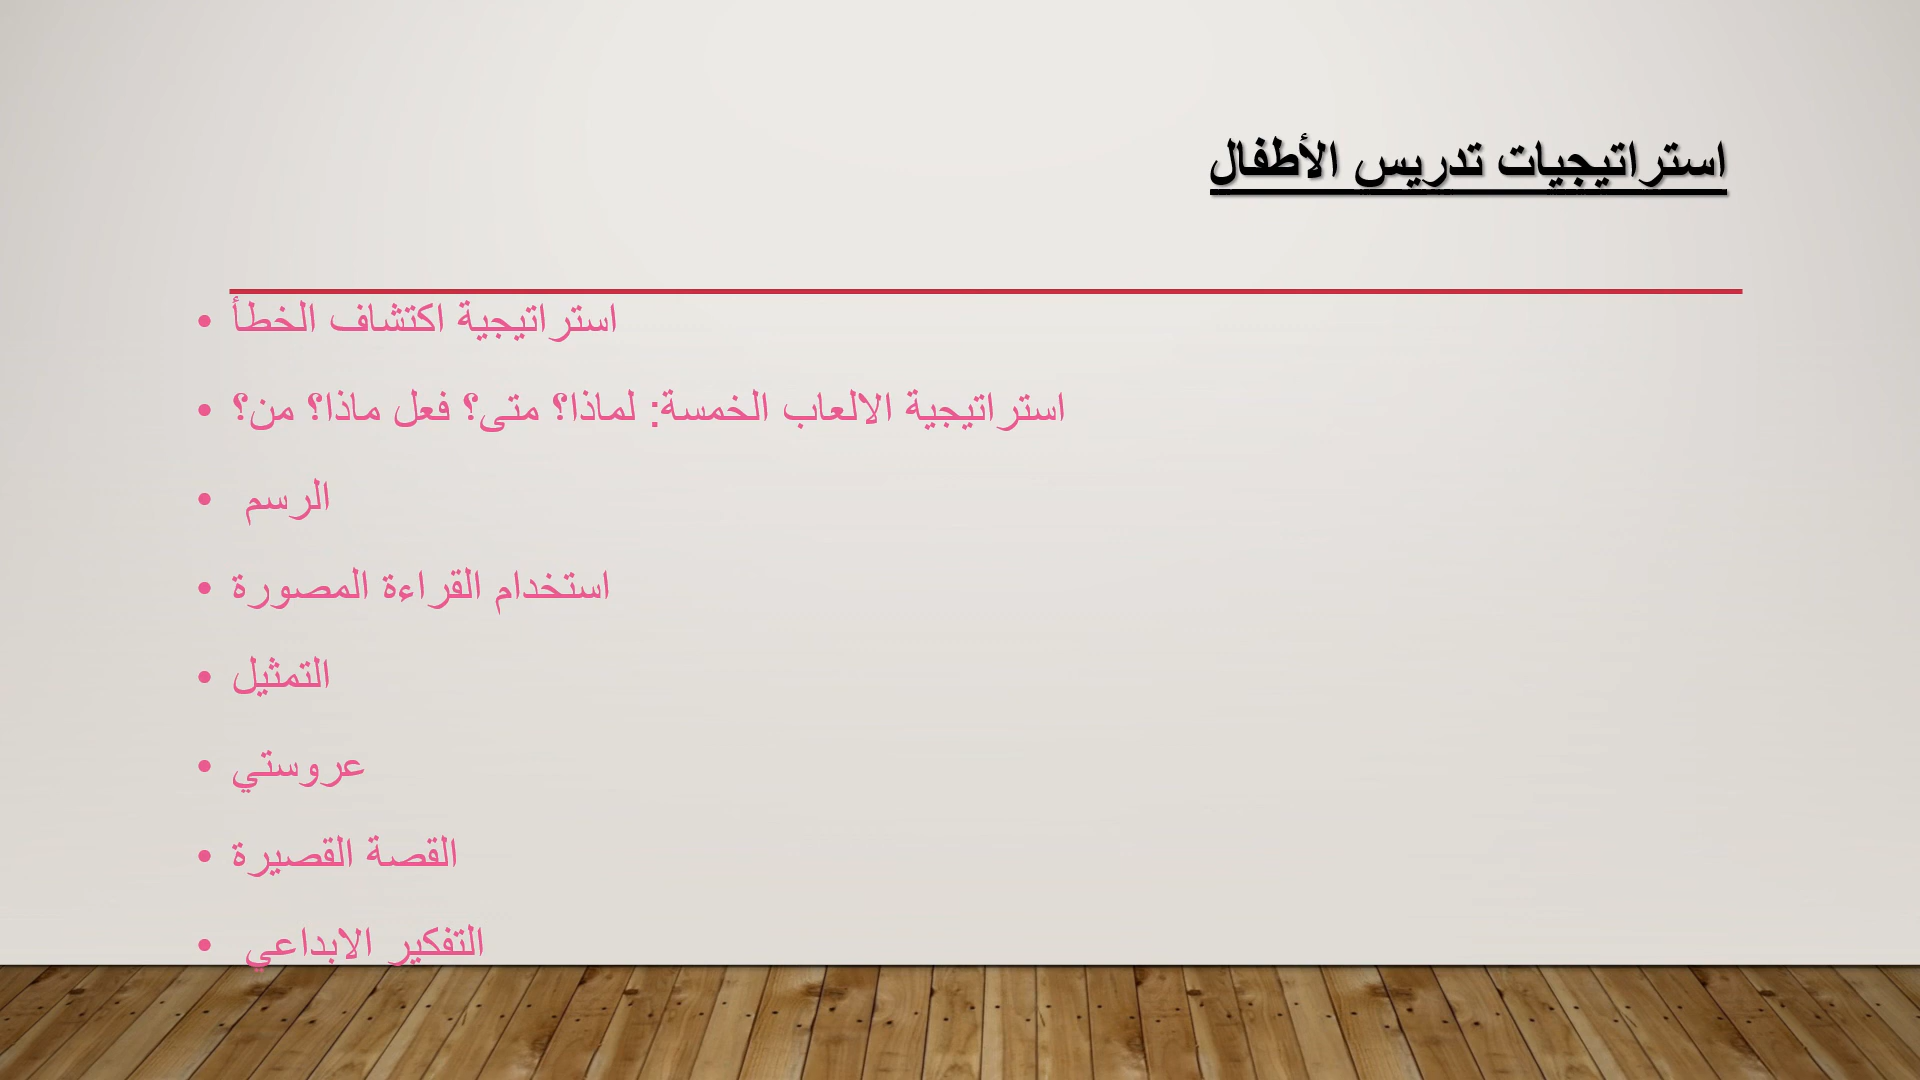 استراتيجيات تدريس الأطفال
• استراتيجية اكتشاف الخطأ
• استراتيجية الالعاب الخمسة: لماذا؟ متى؟ فعل ماذا؟ من؟
• الرسم
• استخدام القراءة المصورة
• التمثيل
• عروستي
• القصة القصيرة
• التفكير الابداعي